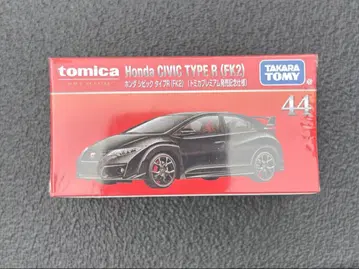 tomica
PREMIUM
Honda CIVIC TYPE R (FK2)
ホンダ シビック タイプR (FK2) (トミカプレミアム発売記念仕様)
TAKARA
TOMY
44